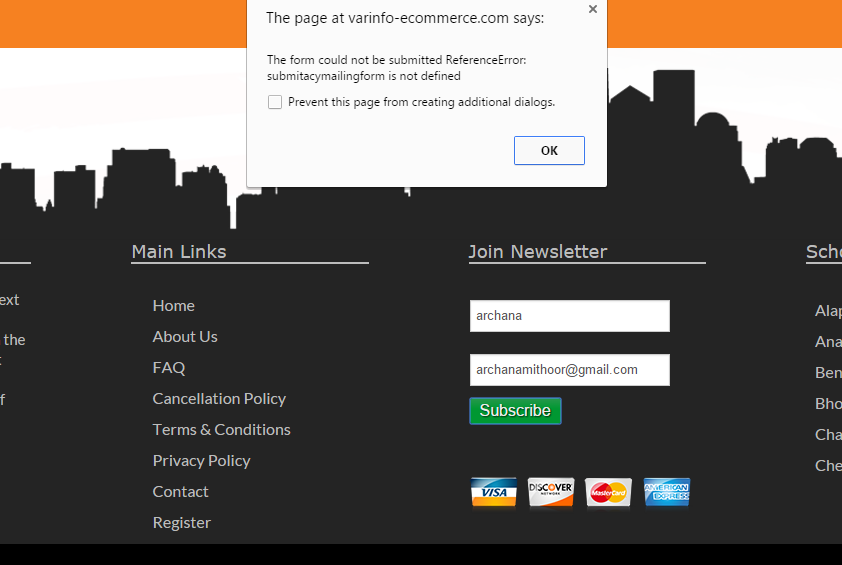 The page at varinfo-ecommerce.com says:
The form could not be submitted ReferenceError:
submitacymailingform is not defined
Prevent this page from creating additional dialogs.
OK
ext
the
f
Main Links
Home
About Us
FAQ
Cancellation Policy
Terms & Conditions
Privacy Policy
Contact
Register
Join Newsletter
archana
archanamithoor@gmail.com
Subscribe
VISA
DISCOVER
NETWORK
MasterCard
AMERICAN
EXPRESS
Scho
Alap
Ana
Ben
Bho
Cha
Che